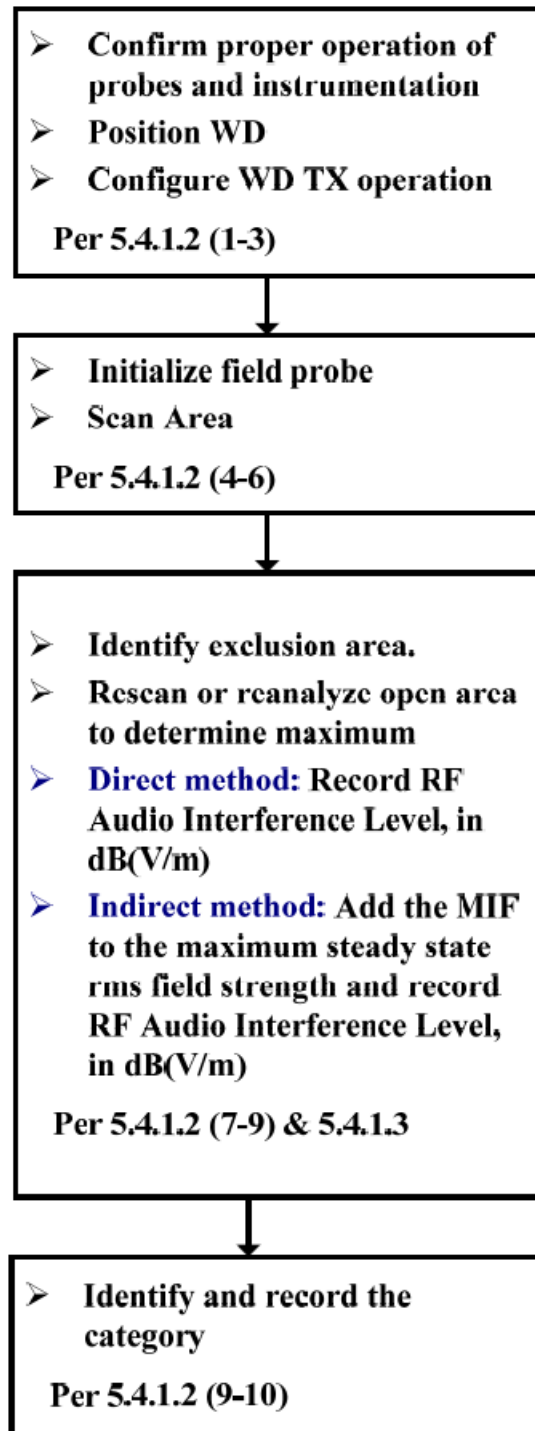 ➢ Confirm proper operation of
probes and instrumentation
➢ Position WD
➢ Configure WD TX operation
Per 5.4.1.2 (1-3)
➢ Initialize field probe
➢ Scan Area
Per 5.4.1.2 (4-6)
➢ Identify exclusion area.
➢ Rescan or reanalyze open area
to determine maximum
➢ Direct method: Record RF
Audio Interference Level, in
dB(V/m)
➢ Indirect method: Add the MIF
to the maximum steady state
rms field strength and record
RF Audio Interference Level,
in dB(V/m)
Per 5.4.1.2 (7-9) & 5.4.1.3
➢ Identify and record the
category
Per 5.4.1.2 (9-10)